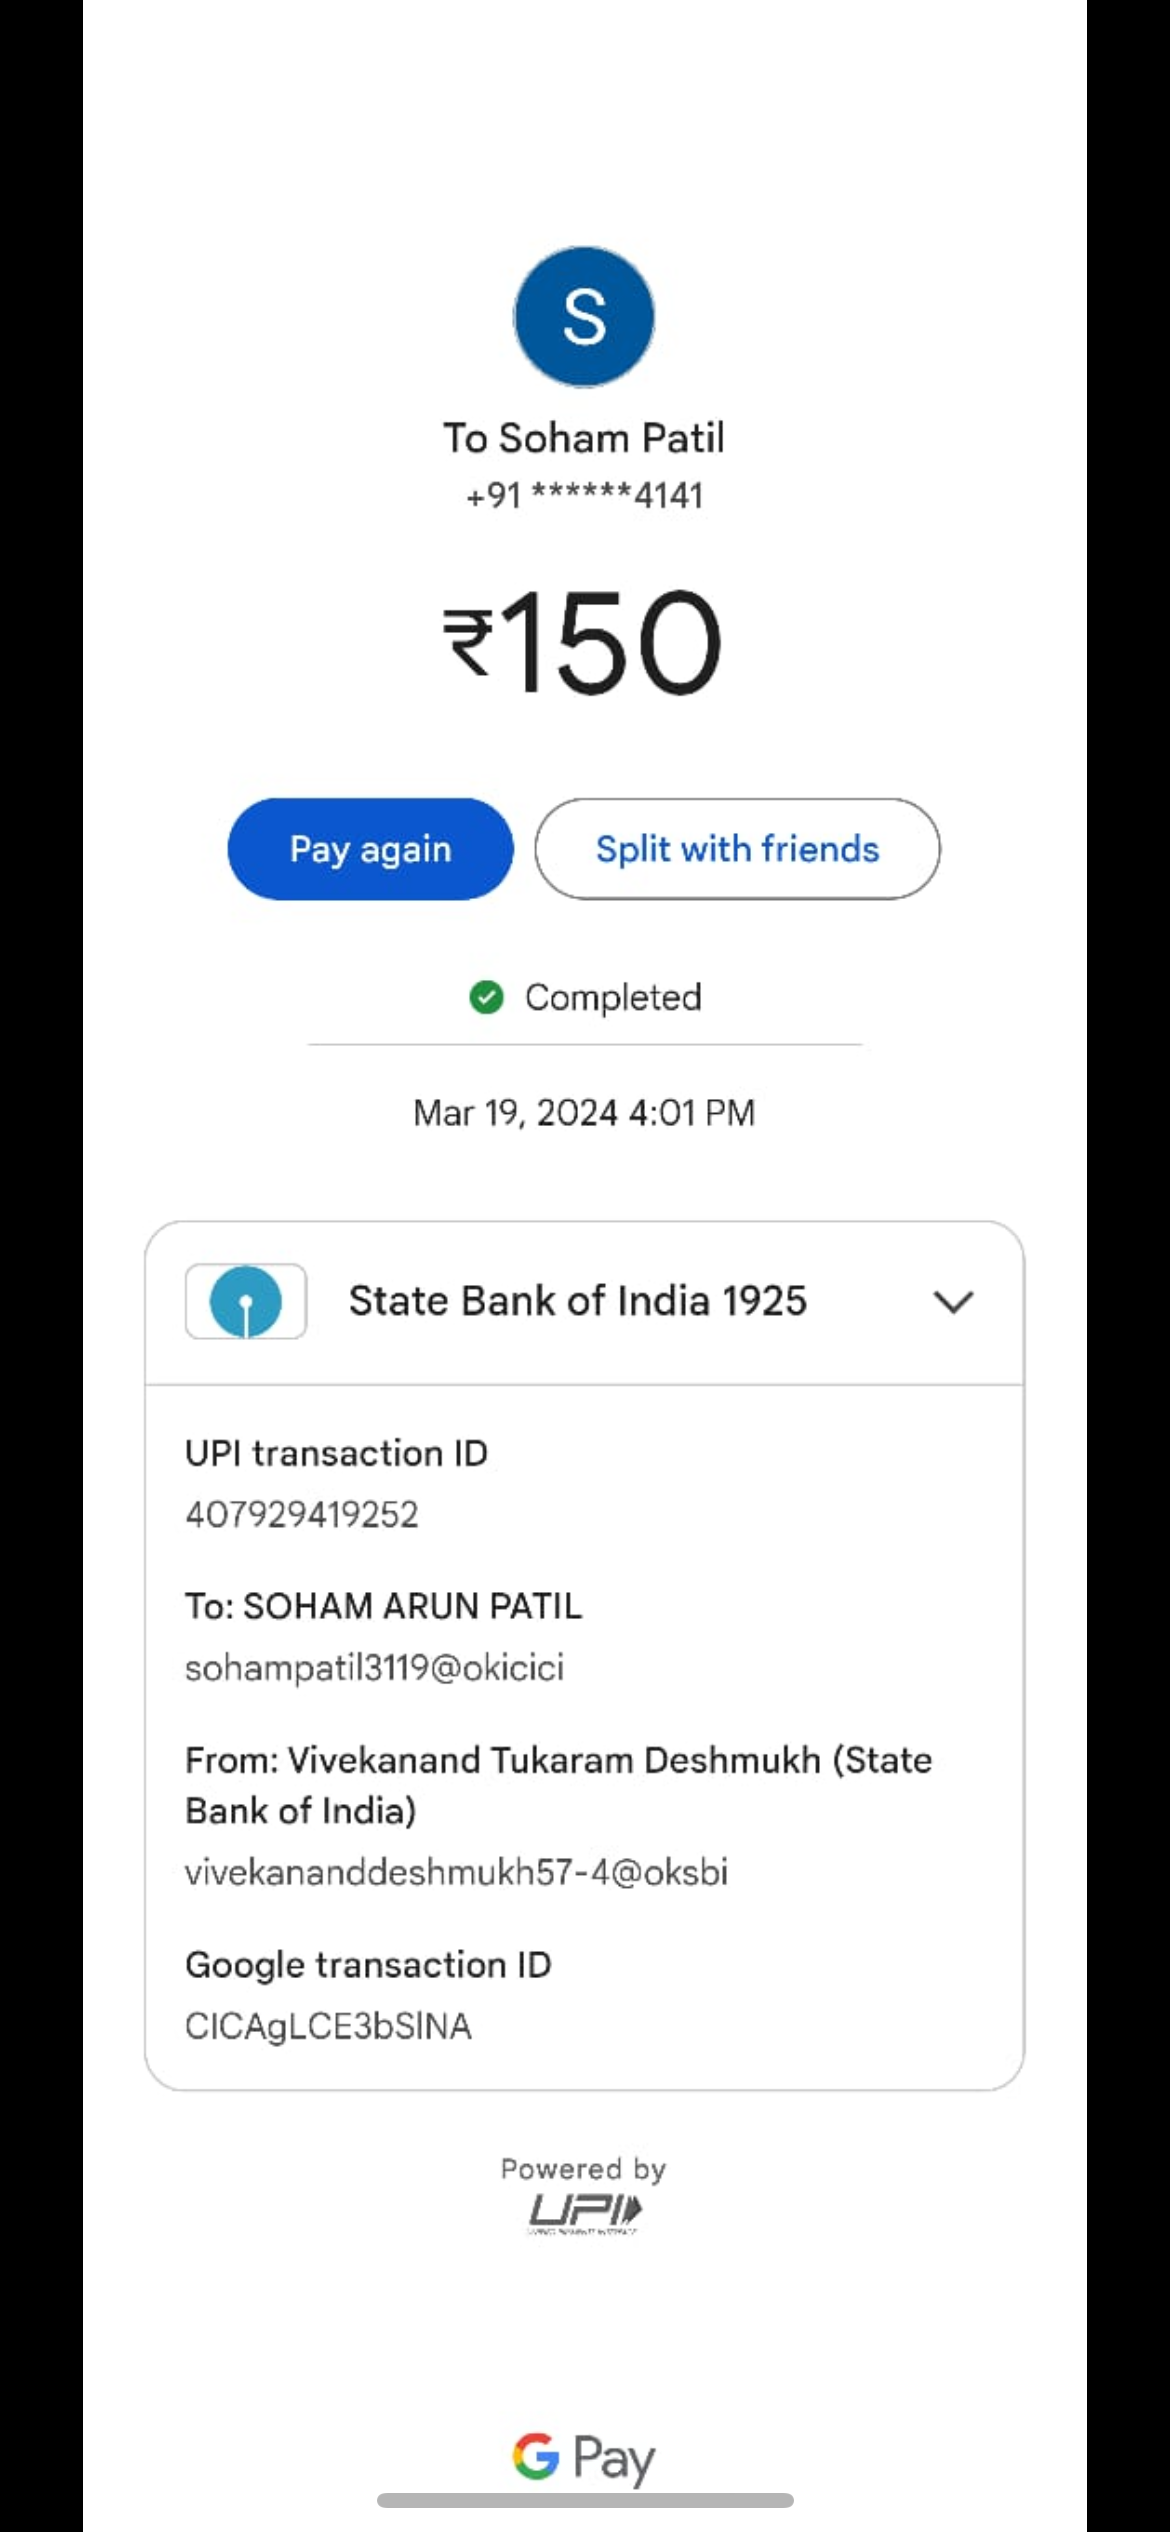 S
To Soham Patil
+91 ******4141
₹150
Pay again
Split with friends
Completed
Mar 19, 2024 4:01 PM
State Bank of India 1925
UPI transaction ID
407929419252
To: SOHAM ARUN PATIL
sohampatil3119@okicici
From: Vivekanand Tukaram Deshmukh (State
Bank of India)
vivekananddeshmukh57-4@oksbi
Google transaction ID
CICAgLCE3bSlNA
Powered by
UPI
G Pay